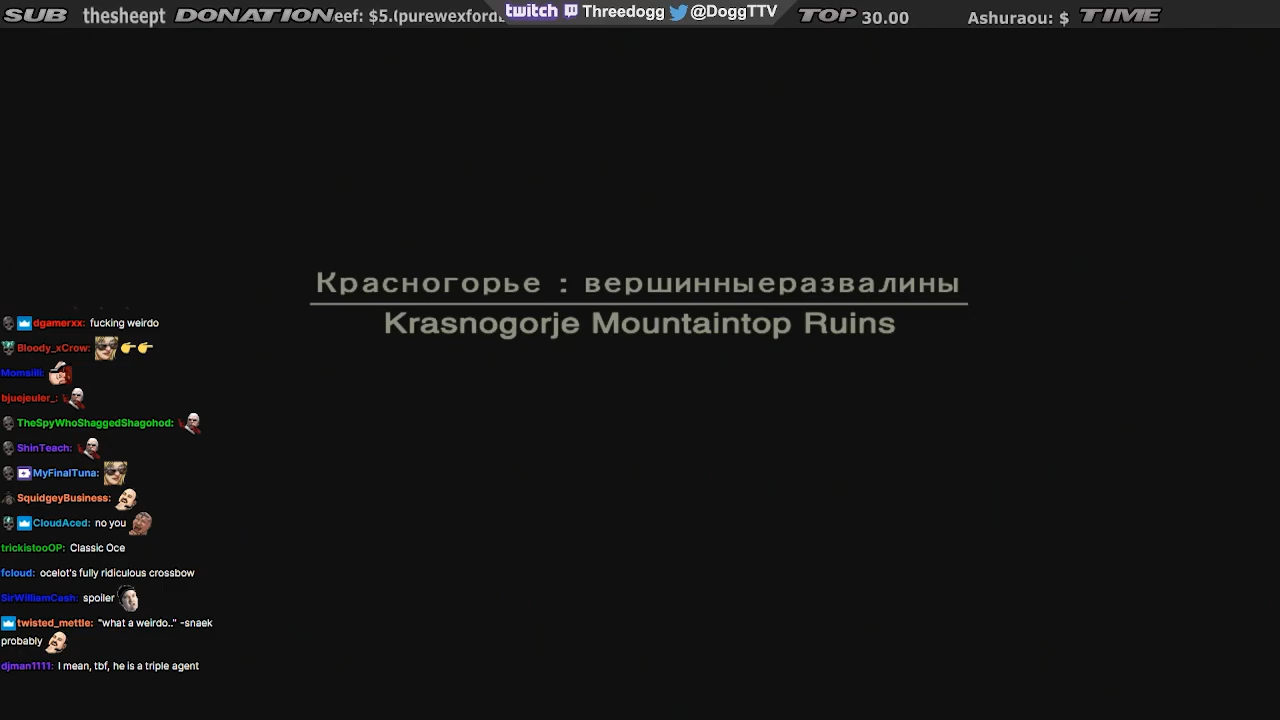 SUB thesheept DONATION eef: $5.(purewexford twitch Threedogg @DoggTTV TOP 30.00 Ashuraou: $ TIME
Красногорье : вершинныеразвалины
Krasnogorje Mountaintop Ruins
dgamerxx: fucking weirdo
Bloody_xCrow:
Momsilli:
bjuejeuler_:
TheSpyWhoShaggedShagohod:
ShinTeach:
MyFinalTuna:
SquidgeyBusiness:
CloudAced: no you
trickistooOP: Classic Oce
fcloud: ocelot's fully ridiculous crossbow
SirWilliamCash: spoiler
twisted_mettle: "what a weirdo.." -snaek
probably
djman1111: I mean, tbf, he is a triple agent